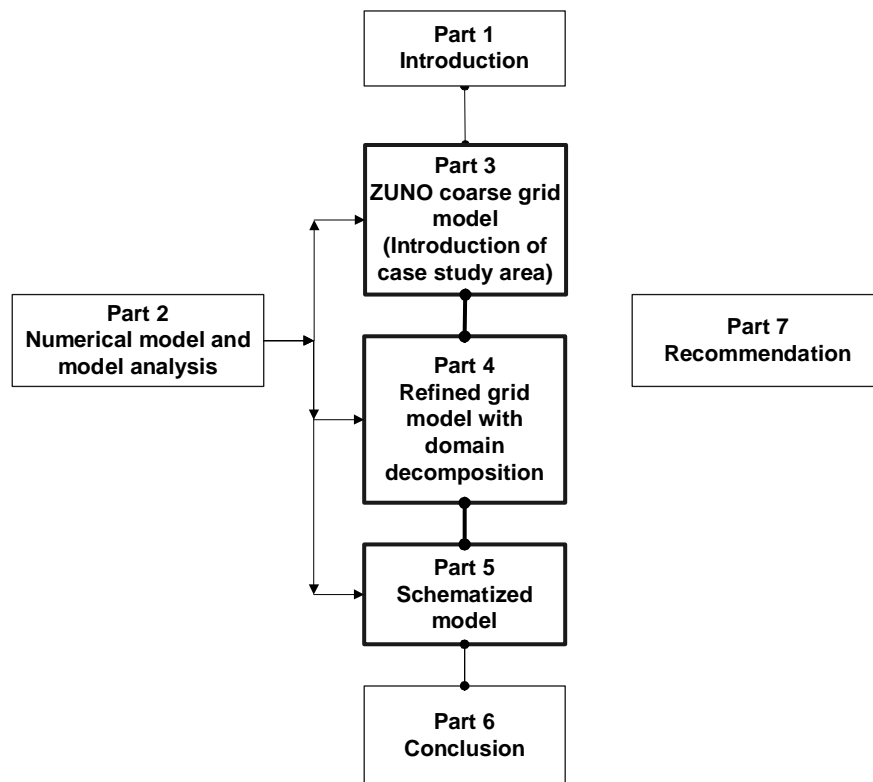 Part 1
Introduction
Part 3
ZUNO coarse grid
model
(Introduction of
case study area)
Part 2
Numerical model and
model analysis
Part 7
Recommendation
Part 4
Refined grid
model with
domain
decomposition
Part 5
Schematized
model
Part 6
Conclusion